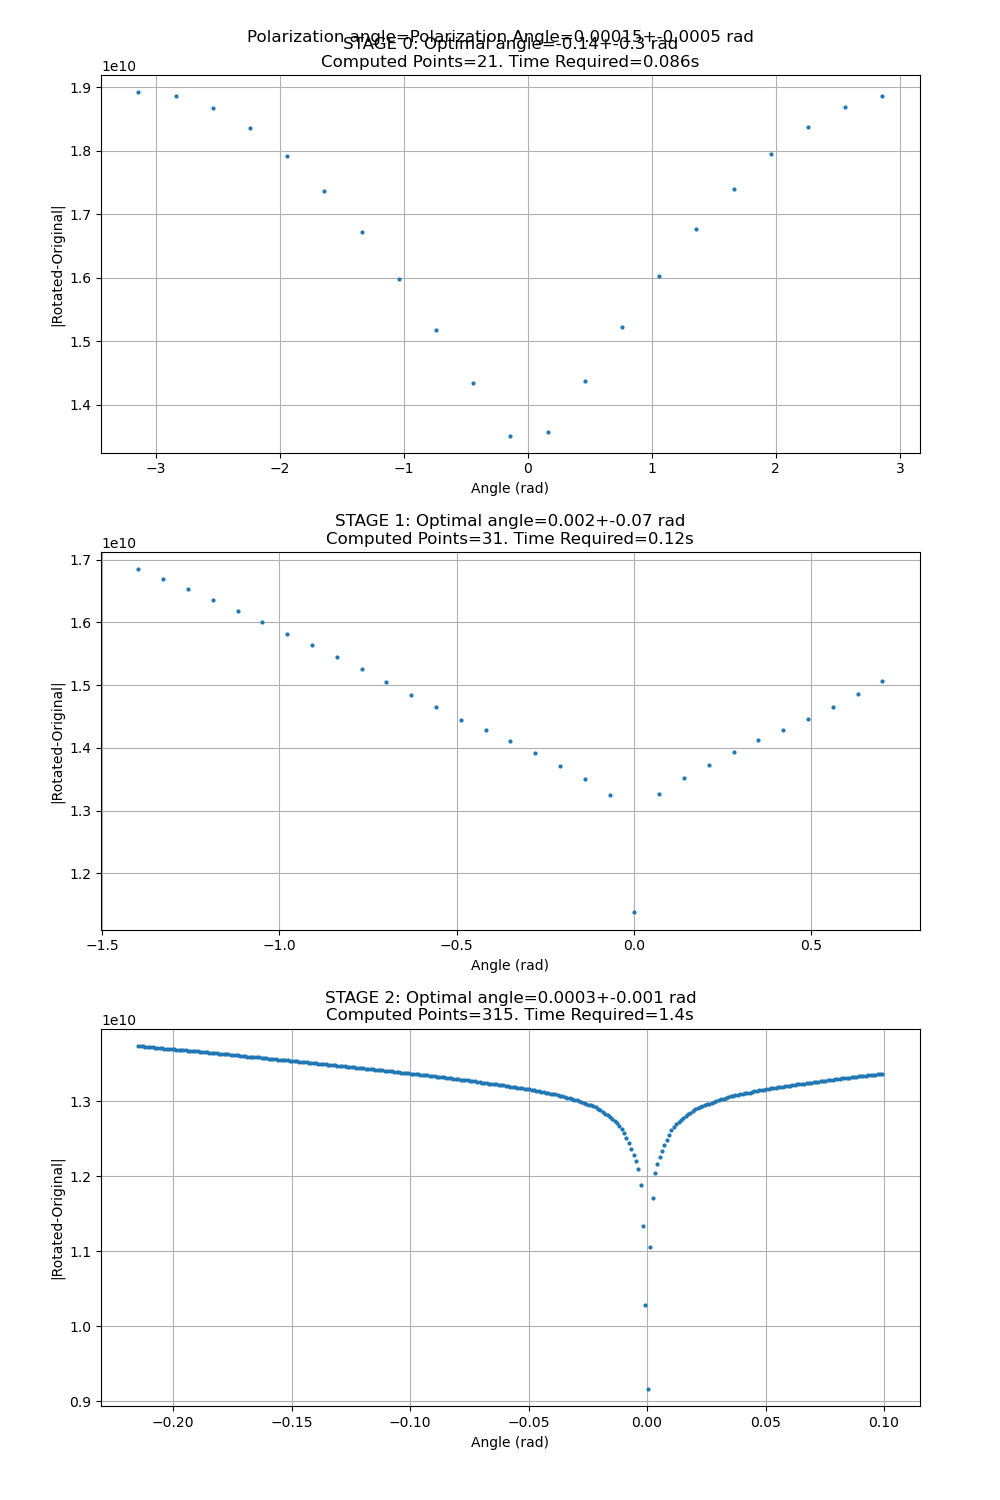 Polarization angle=Polarization Angle=0.00015+-0.0005 rad
STAGE 0: Optimal angle=-0.14+-0.3 rad
Computed Points=21. Time Required=0.086s
1e10
1.9
1.8
1.7
1.6
1.5
1.4
|Rotated-Original|
−3 −2 −1 0 1 2 3
Angle (rad)
STAGE 1: Optimal angle=0.002+-0.07 rad
Computed Points=31. Time Required=0.12s
1e10
1.7
1.6
1.5
1.4
1.3
1.2
|Rotated-Original|
−1.5 −1.0 −0.5 0.0 0.5
Angle (rad)
STAGE 2: Optimal angle=0.0003+-0.001 rad
Computed Points=315. Time Required=1.4s
1e10
1.3
1.2
1.1
1.0
0.9
|Rotated-Original|
−0.20 −0.15 −0.10 −0.05 0.00 0.05 0.10
Angle (rad)